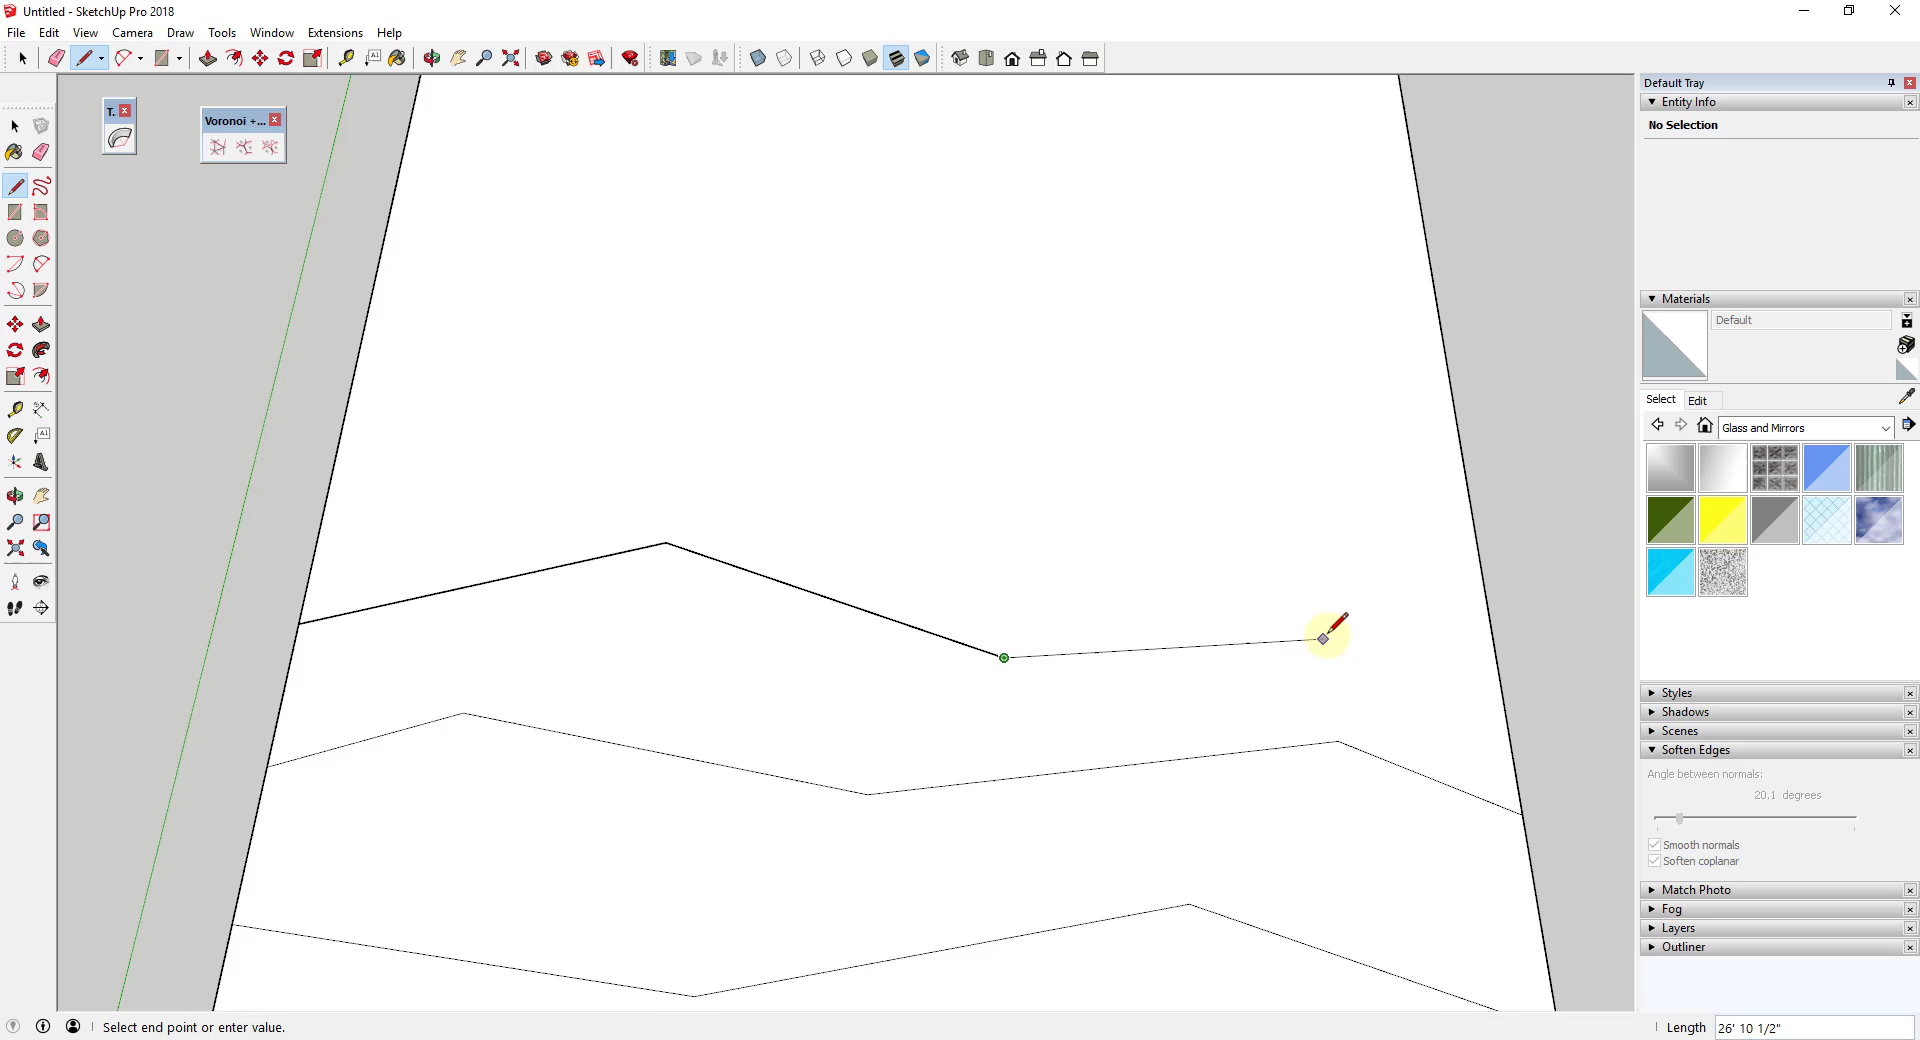 Untitled - SketchUp Pro 2018
File Edit View Camera Draw Tools Window Extensions Help
Default Tray
Entity Info
No Selection
T.
Voronoi +...
Materials
Default
Select Edit
Glass and Mirrors
Styles
Shadows
Scenes
Soften Edges
Angle between normals:
20.1 degrees
Smooth normals
Soften coplanar
Match Photo
Fog
Layers
Outliner
Select end point or enter value.
Length 26' 10 1/2"